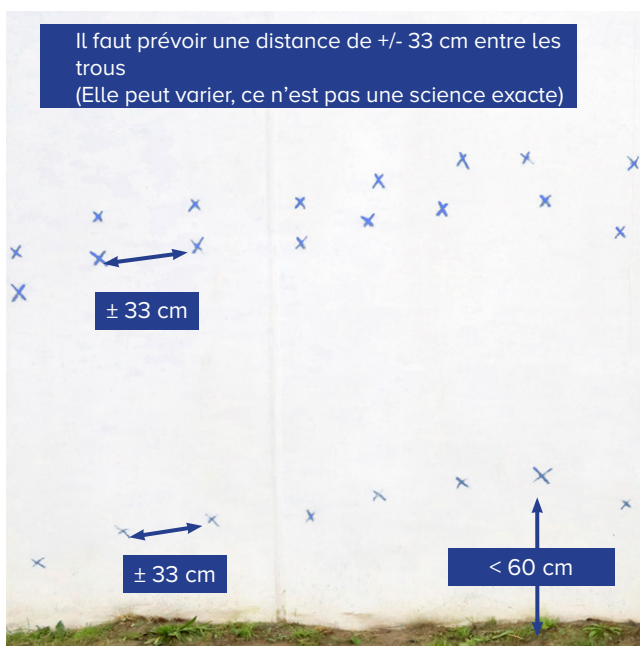 Il faut prévoir une distance de +/- 33 cm entre les
trous
(Elle peut varier, ce n’est pas une science exacte)
± 33 cm
± 33 cm
< 60 cm